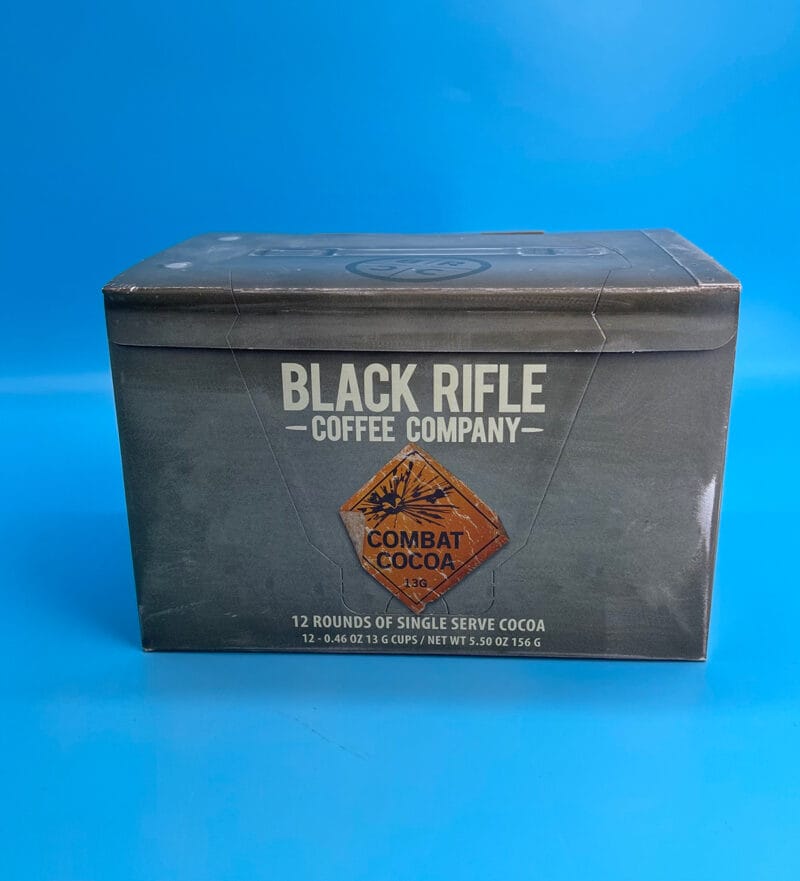 BLACK RIFLE
COFFEE COMPANY
COMBAT
COCOA
13G
12 ROUNDS OF SINGLE SERVE COCOA
12 - 0.46 OZ 13 G CUPS / NET WT 5.50 OZ 156 G